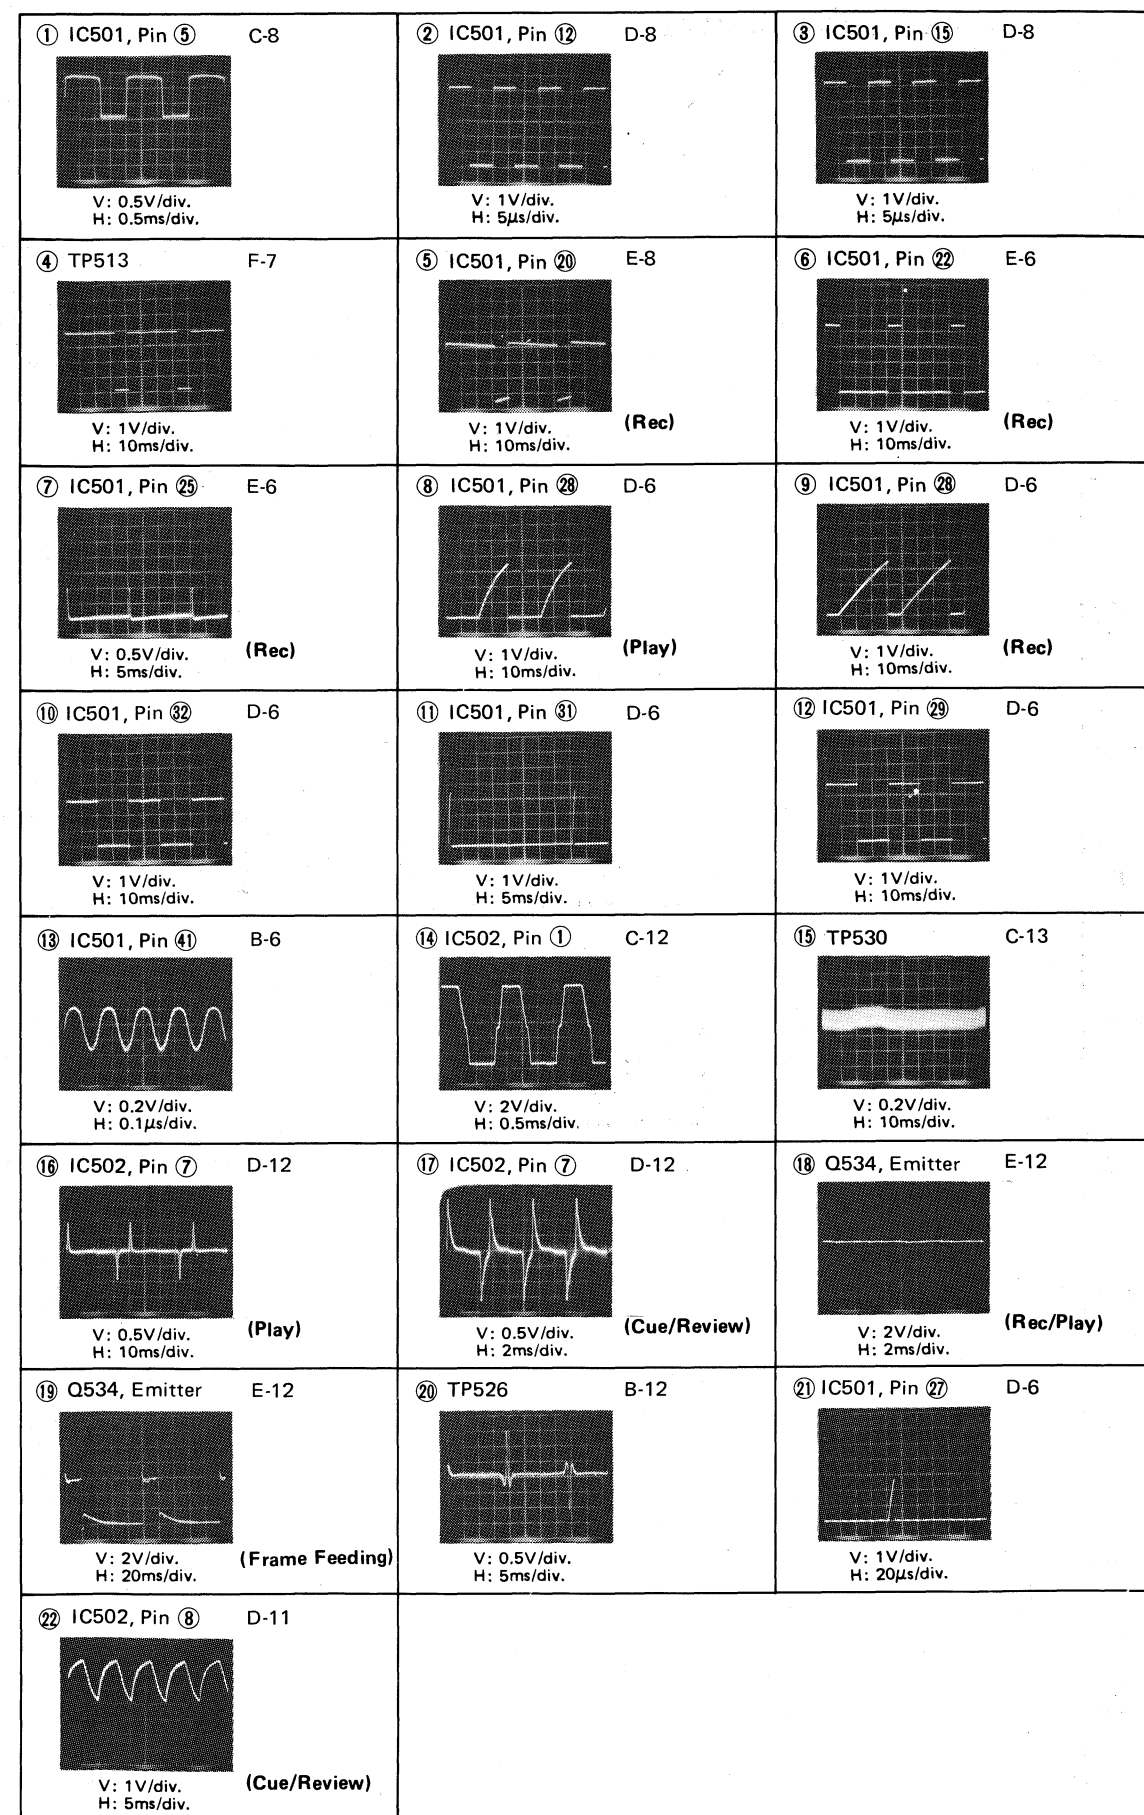 ① IC501, Pin ⑤ C-8
V: 0.5V/div.
H: 0.5ms/div.
② IC501, Pin ⑫ D-8
V: 1V/div.
H: 5μs/div.
③ IC501, Pin ⑮ D-8
V: 1V/div.
H: 5μs/div.
④ TP513 F-7
V: 1V/div.
H: 10ms/div.
⑤ IC501, Pin ⑳ E-8
V: 1V/div.
H: 10ms/div.
(Rec)
⑥ IC501, Pin ㉒ E-6
V: 1V/div.
H: 10ms/div.
(Rec)
⑦ IC501, Pin ㉕ E-6
V: 0.5V/div.
H: 5ms/div.
(Rec)
⑧ IC501, Pin ㉘ D-6
V: 1V/div.
H: 10ms/div.
(Play)
⑨ IC501, Pin ㉘ D-6
V: 1V/div.
H: 10ms/div.
(Rec)
⑩ IC501, Pin ㉜ D-6
V: 1V/div.
H: 10ms/div.
⑪ IC501, Pin ㉛ D-6
V: 1V/div.
H: 5ms/div.
⑫ IC501, Pin ㉙ D-6
V: 1V/div.
H: 10ms/div.
⑬ IC501, Pin ㊶ B-6
V: 0.2V/div.
H: 0.1μs/div.
⑭ IC502, Pin ① C-12
V: 2V/div.
H: 0.5ms/div.
⑮ TP530 C-13
V: 0.2V/div.
H: 10ms/div.
⑯ IC502, Pin ⑦ D-12
V: 0.5V/div.
H: 10ms/div.
(Play)
⑰ IC502, Pin ⑦ D-12
V: 0.5V/div.
H: 2ms/div.
(Cue/Review)
⑱ Q534, Emitter E-12
V: 2V/div.
H: 2ms/div.
(Rec/Play)
⑲ Q534, Emitter E-12
V: 2V/div.
H: 20ms/div.
(Frame Feeding)
⑳ TP526 B-12
V: 0.5V/div.
H: 5ms/div.
㉑ IC501, Pin ㉗ D-6
V: 1V/div.
H: 20μs/div.
㉒ IC502, Pin ⑧ D-11
V: 1V/div.
H: 5ms/div.
(Cue/Review)